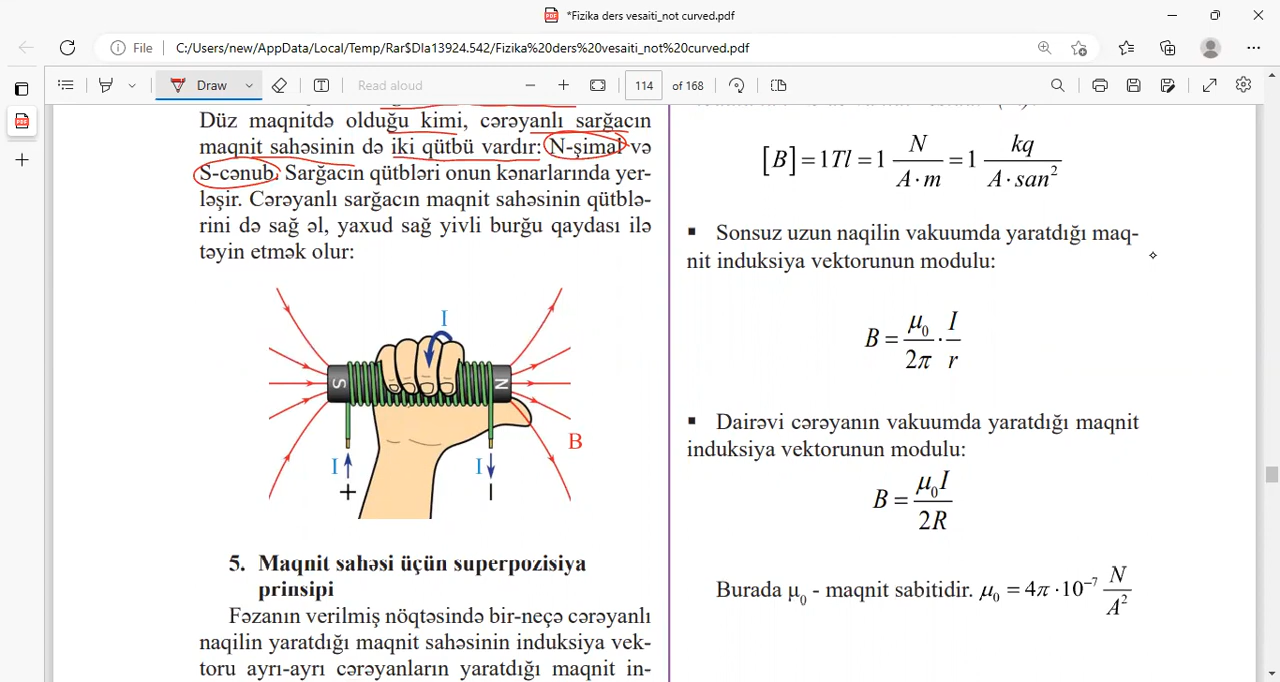 *Fizika ders vesaiti_not curved.pdf
File C:/Users/new/AppData/Local/Temp/Rar$DIa13924.542/Fizika%20ders%20vesaiti_not%20curved.pdf
Draw Read aloud 114 of 168
Düz maqnitdə olduğu kimi, cərəyanlı sarğacın
maqnit sahəsinin də iki qütbü vardır: N-şimal və
S-cənub. Sarğacın qütbləri onun kənarlarında yer-
ləşir. Cərəyanlı sarğacın maqnit sahəsinin qütblə-
rini də sağ əl, yaxud sağ yivli burğu qaydası ilə
təyin etmək olur:
I
S N
B
I I
+ −
5. Maqnit sahəsi üçün superpozisiya
prinsipi
Fəzanın verilmiş nöqtəsində bir-neçə cərəyanlı
naqilin yaratdığı maqnit sahəsinin induksiya vek-
toru ayrı-ayrı cərəyanların yaratdığı maqnit in-
[B] = 1Tl = 1 N/(A·m) = 1 kq/(A·san²)
▪ Sonsuz uzun naqilin vakuumda yaratdığı maq-
nit induksiya vektorunun modulu:
B = μ₀/2π · I/r
▪ Dairəvi cərəyanın vakuumda yaratdığı maqnit
induksiya vektorunun modulu:
B = μ₀I/2R
Burada μ₀ - maqnit sabitidir. μ₀ = 4π·10⁻⁷ N/A²